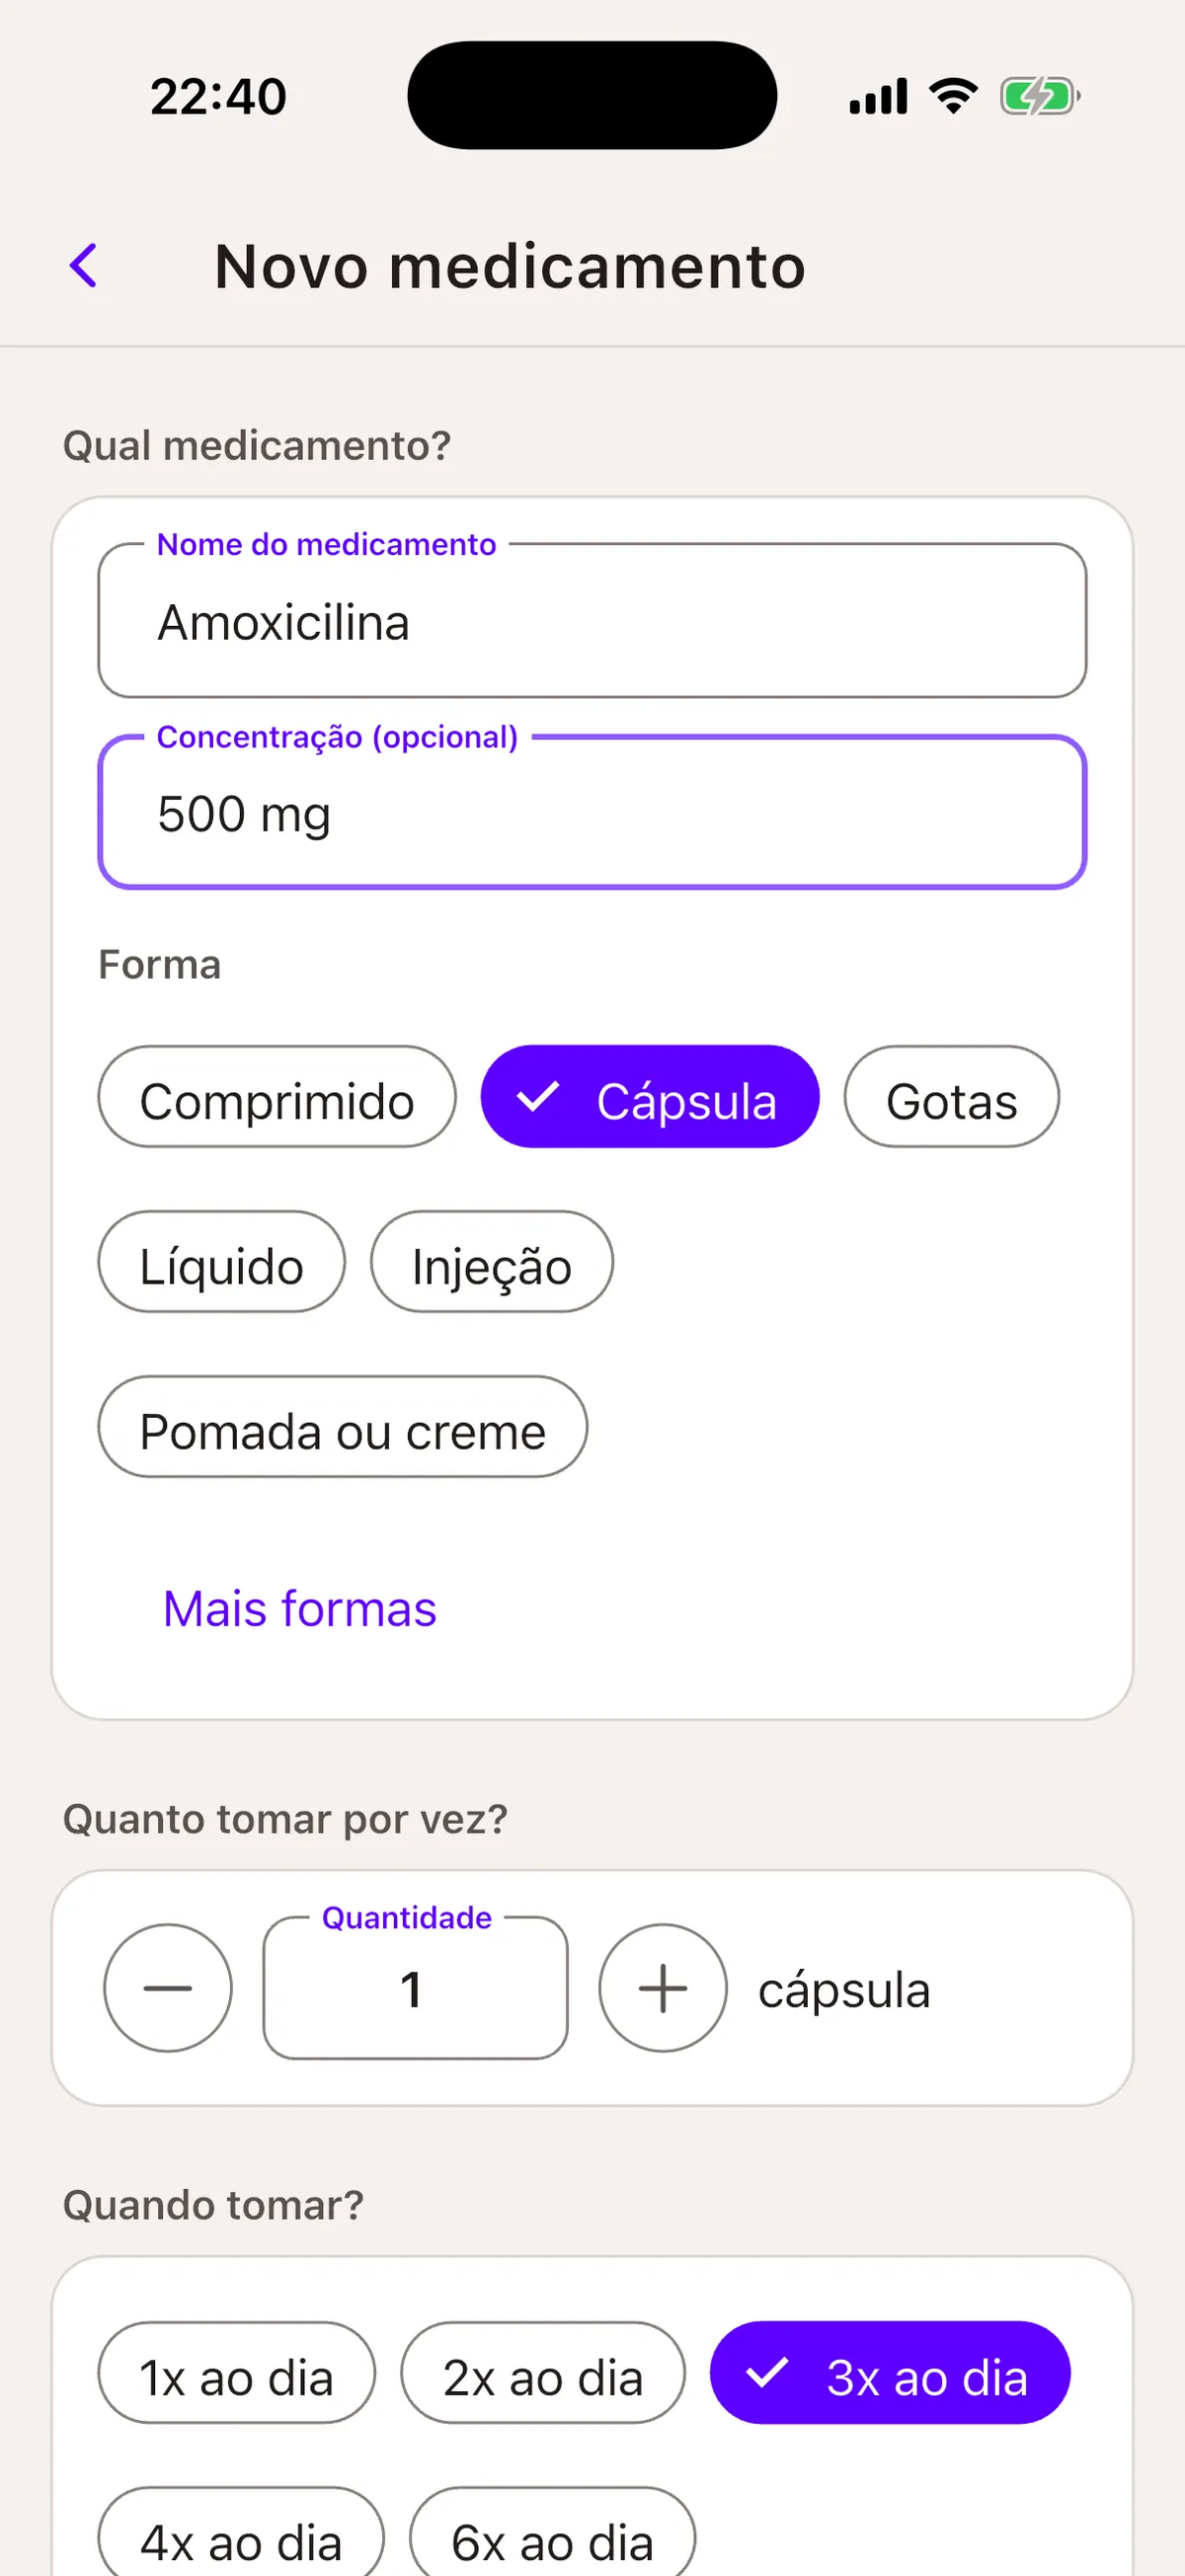 22:40
Novo medicamento
Qual medicamento?
Nome do medicamento
Amoxicilina
Concentração (opcional)
500 mg
Forma
Comprimido Cápsula Gotas
Líquido Injeção
Pomada ou creme
Mais formas
Quanto tomar por vez?
Quantidade
1 cápsula
Quando tomar?
1x ao dia 2x ao dia 3x ao dia
4x ao dia 6x ao dia